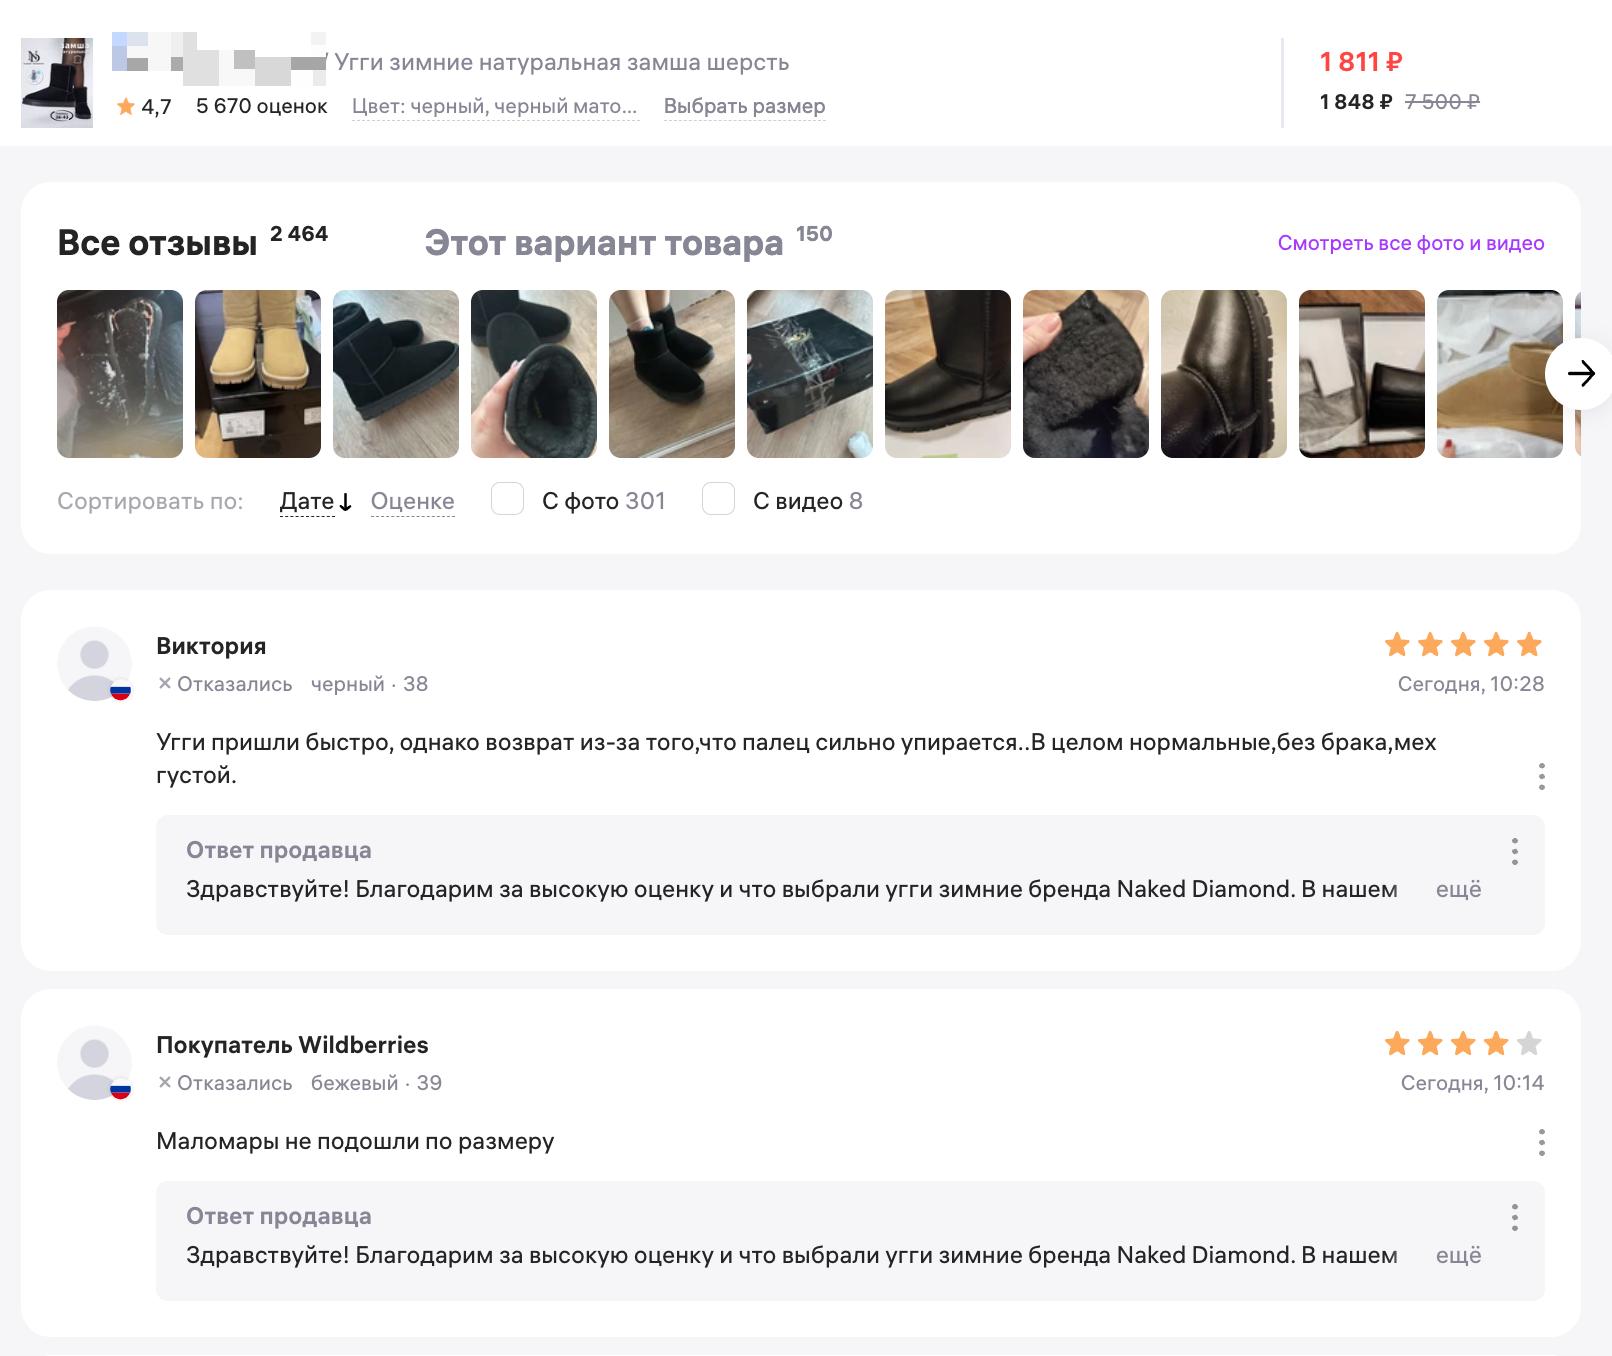 / Угги зимние натуральная замша шерсть
4,7 5 670 оценок Цвет: черный, черный мато... Выбрать размер
1 811 ₽
1 848 ₽ 7 500 ₽
Все отзывы 2 464 Этот вариант товара 150 Смотреть все фото и видео
Сортировать по: Дате Оценке С фото 301 С видео 8
Виктория
Отказались черный · 38
Сегодня, 10:28
Угги пришли быстро, однако возврат из-за того,что палец сильно упирается..В целом нормальные,без брака,мех
густой.
Ответ продавца
Здравствуйте! Благодарим за высокую оценку и что выбрали угги зимние бренда Naked Diamond. В нашем ещё
Покупатель Wildberries
Отказались бежевый · 39
Сегодня, 10:14
Маломары не подошли по размеру
Ответ продавца
Здравствуйте! Благодарим за высокую оценку и что выбрали угги зимние бренда Naked Diamond. В нашем ещё